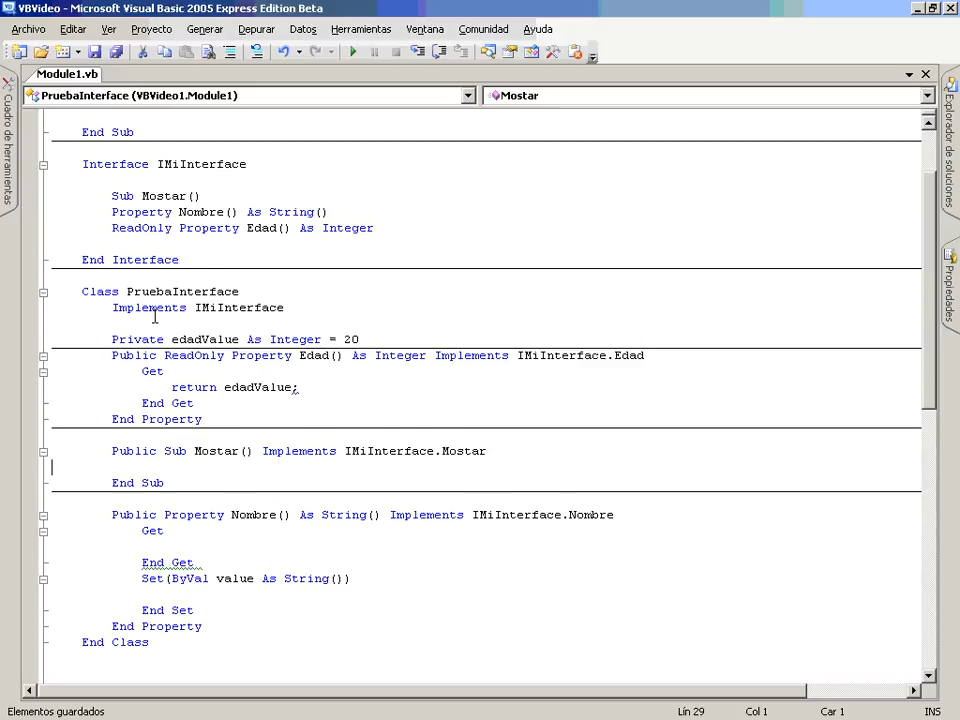 VBVideo - Microsoft Visual Basic 2005 Express Edition Beta
Archivo Editar Ver Proyecto Generar Depurar Datos Herramientas Ventana Comunidad Ayuda
Module1.vb
PruebaInterface (VBVideo1.Module1) Mostar
Cuadro de herramientas
Explorador de soluciones
Propiedades
End Sub
Interface IMiInterface
Sub Mostar()
Property Nombre() As String()
ReadOnly Property Edad() As Integer
End Interface
Class PruebaInterface
Implements IMiInterface
Private edadValue As Integer = 20
Public ReadOnly Property Edad() As Integer Implements IMiInterface.Edad
Get
return edadValue;
End Get
End Property
Public Sub Mostar() Implements IMiInterface.Mostar
End Sub
Public Property Nombre() As String() Implements IMiInterface.Nombre
Get
End Get
Set(ByVal value As String())
End Set
End Property
End Class
Elementos guardados Lín 29 Col 1 Car 1 INS